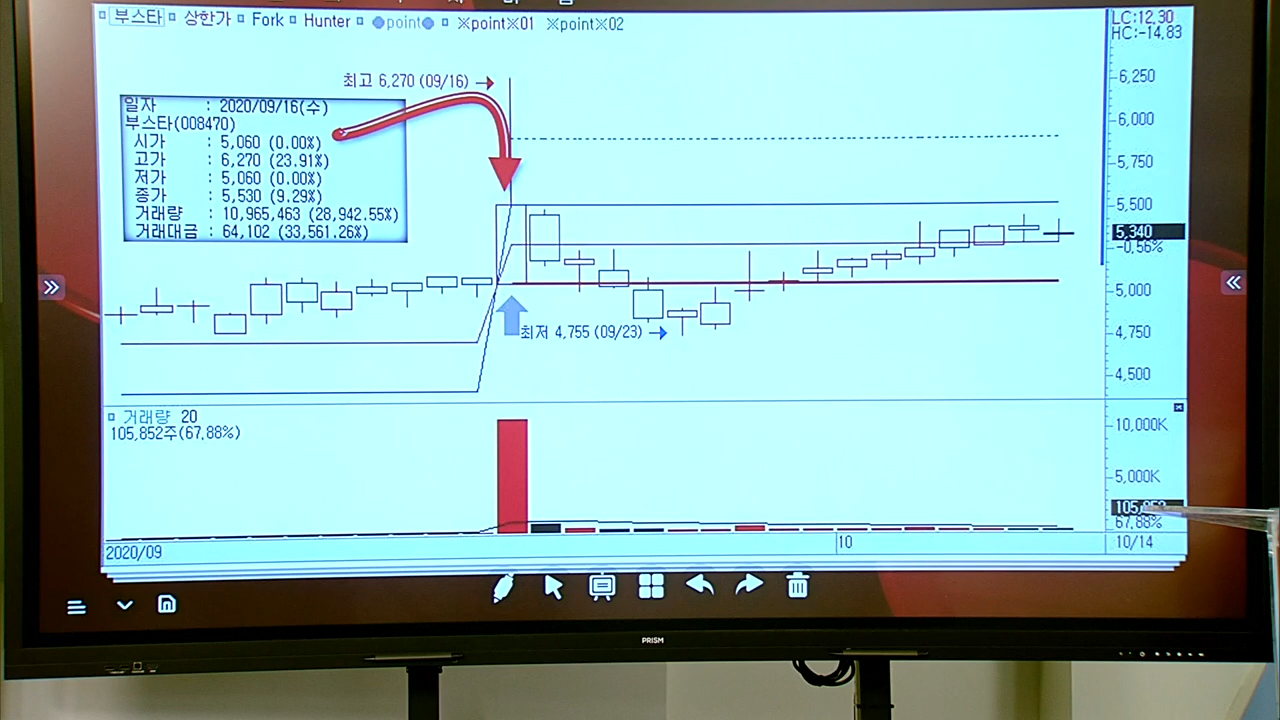 부스타 상한가 Fork Hunter point ※point※01 ※point※02
LC:12,30
HC:-14,83
최고 6,270 (09/16) →
일자 : 2020/09/16(수)
부스타(008470)
시가 : 5,060 (0.00%)
고가 : 6,270 (23.91%)
저가 : 5,060 (0.00%)
종가 : 5,530 (9.29%)
거래량 : 10,965,463 (28,942.55%)
거래대금 : 64,102 (33,561.26%)
6,250
6,000
5,750
5,500
5,340
-0,56%
5,000
4,750
4,500
최저 4,755 (09/23) →
거래량 20
105,852주(67,88%)
10,000K
5,000K
105,852
67,88%
2020/09
10
10/14
PRISM